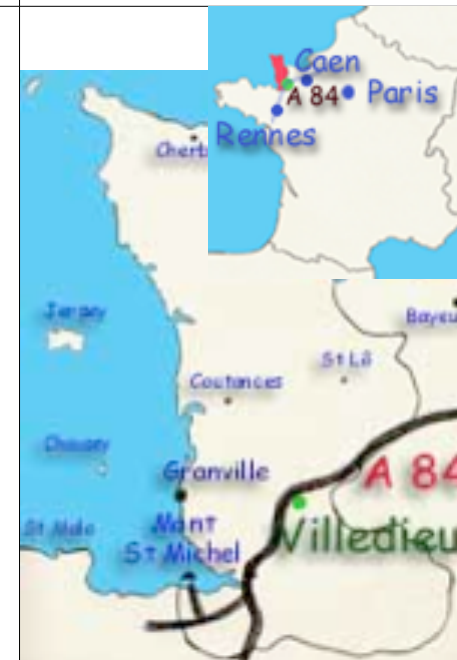 Caen
A 84 Paris
Rennes
Cherb
Jersey
Bayeu
St Lô
Coutances
Chausey
Granville
A 84
St Malo
Mont
St Michel
Villedieu